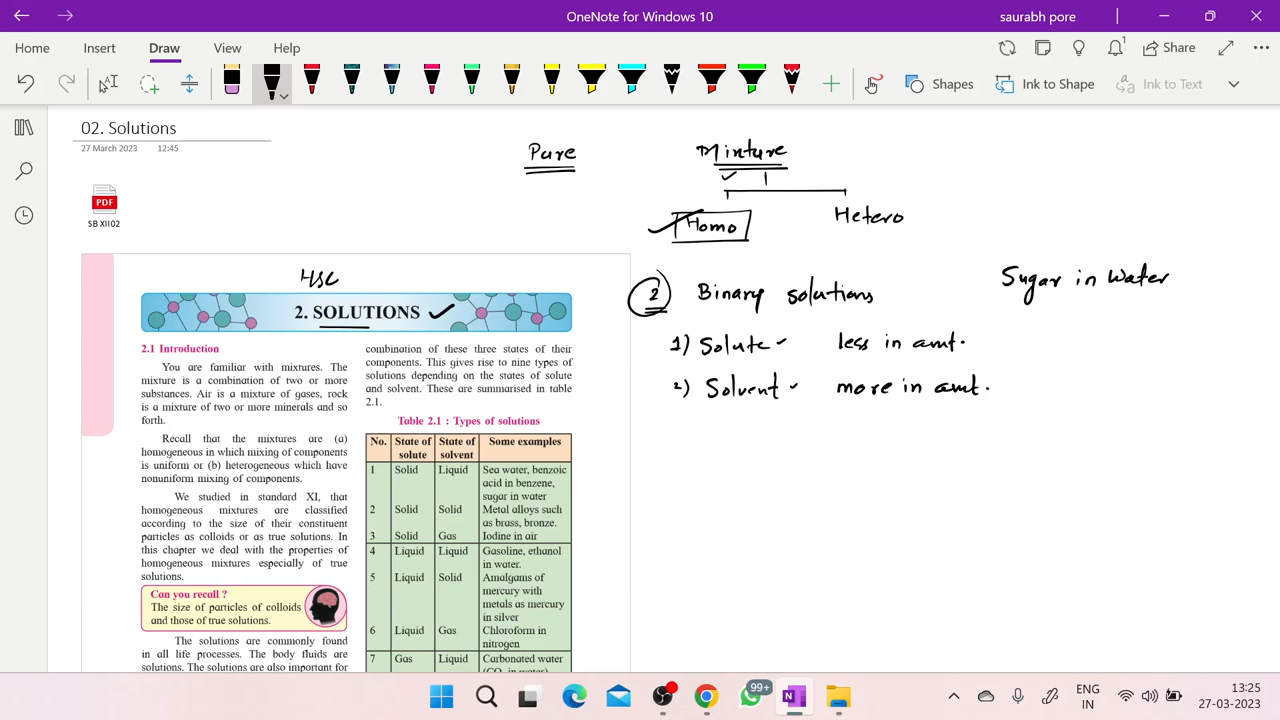 OneNote for Windows 10
saurabh pore
Home Insert Draw View Help
Share
Shapes
Ink to Shape
Ink to Text
02. Solutions
27 March 2023 12:45
PDF
SB XII02
Pure
Mixture
Homo
Hetero
HSC
2. SOLUTIONS
2.1 Introduction
You are familiar with mixtures. The
mixture is a combination of two or more
substances. Air is a mixture of gases, rock
is a mixture of two or more minerals and so
forth.
Recall that the mixtures are (a)
homogeneous in which mixing of components
is uniform or (b) heterogeneous which have
nonuniform mixing of components.
We studied in standard XI, that
homogeneous mixtures are classified
according to the size of their constituent
particles as colloids or as true solutions. In
this chapter we deal with the properties of
homogeneous mixtures especially of true
solutions.
Can you recall ?
The size of particles of colloids
and those of true solutions.
The solutions are commonly found
in all life processes. The body fluids are
solutions. The solutions are also important for
combination of these three states of their
components. This gives rise to nine types of
solutions depending on the states of solute
and solvent. These are summarised in table
2.1.
Table 2.1 : Types of solutions
No. State of solute State of solvent Some examples
1 Solid Liquid Sea water, benzoic
acid in benzene,
sugar in water
2 Solid Solid Metal alloys such
as brass, bronze.
3 Solid Gas Iodine in air
4 Liquid Liquid Gasoline, ethanol
in water.
5 Liquid Solid Amalgams of
mercury with
metals as mercury
in silver
6 Liquid Gas Chloroform in
nitrogen
7 Gas Liquid Carbonated water
(CO in water)
2 Binary solutions
Sugar in water
1) Solute less in amt.
2) Solvent more in amt.
99+
ENG
IN
13:25
27-03-2023